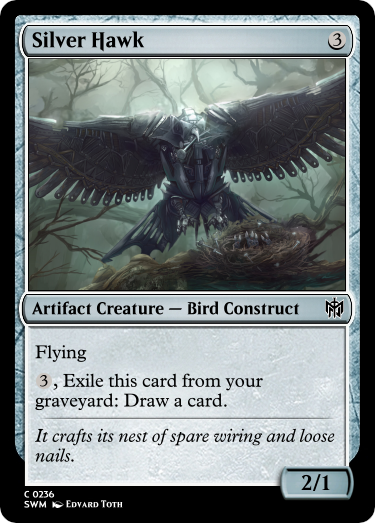 Silver Hawk 3
Artifact Creature — Bird Construct
Flying
3, Exile this card from your
graveyard: Draw a card.
It crafts its nest of spare wiring and loose
nails.
2/1
C 0236
SWM Edvard Toth